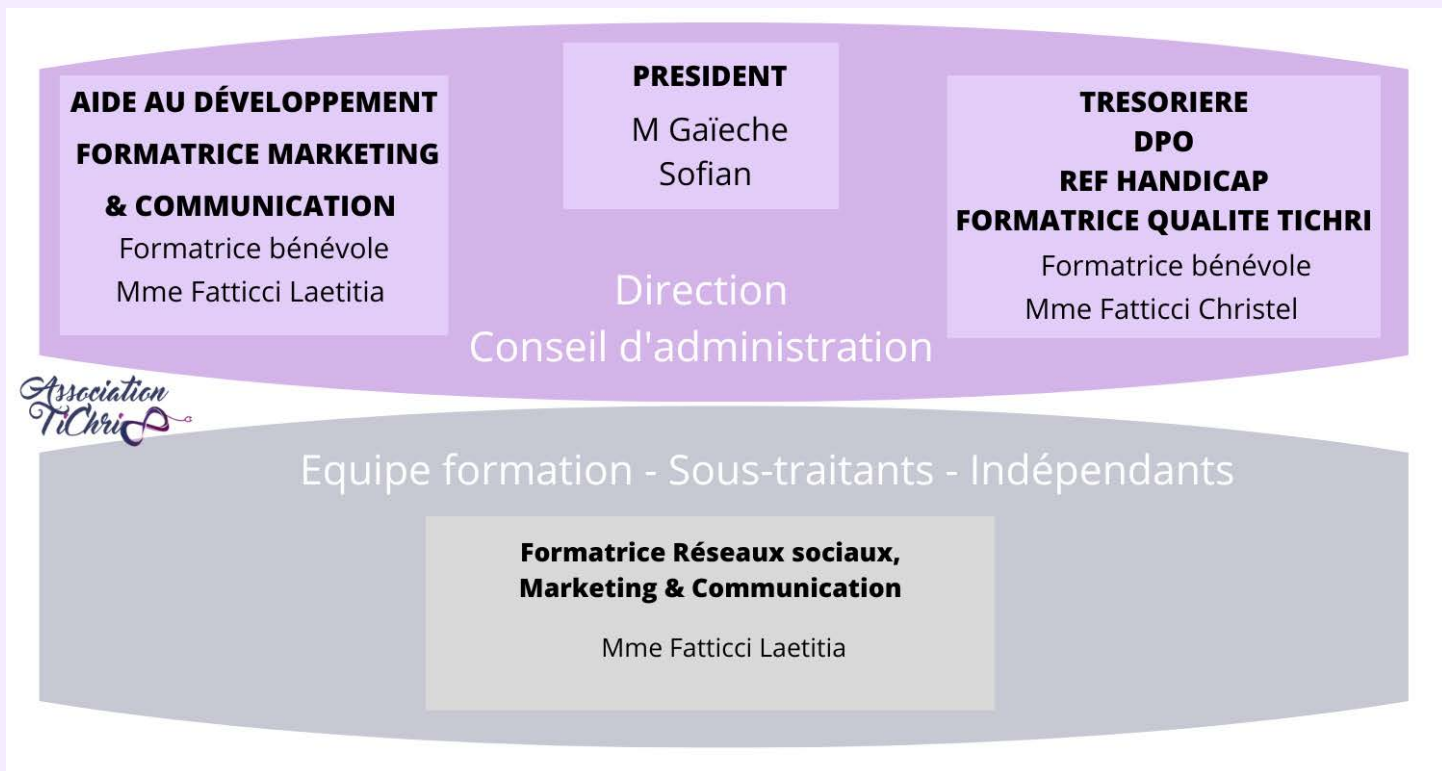 AIDE AU DÉVELOPPEMENT
FORMATRICE MARKETING
& COMMUNICATION
Formatrice bénévole
Mme Fatticci Laetitia
PRESIDENT
M Gaïeche
Sofian
TRESORIERE
DPO
REF HANDICAP
FORMATRICE QUALITE TICHRI
Formatrice bénévole
Mme Fatticci Christel
Direction
Conseil d'administration
Association
TiChri
Equipe formation - Sous-traitants - Indépendants
Formatrice Réseaux sociaux,
Marketing & Communication
Mme Fatticci Laetitia